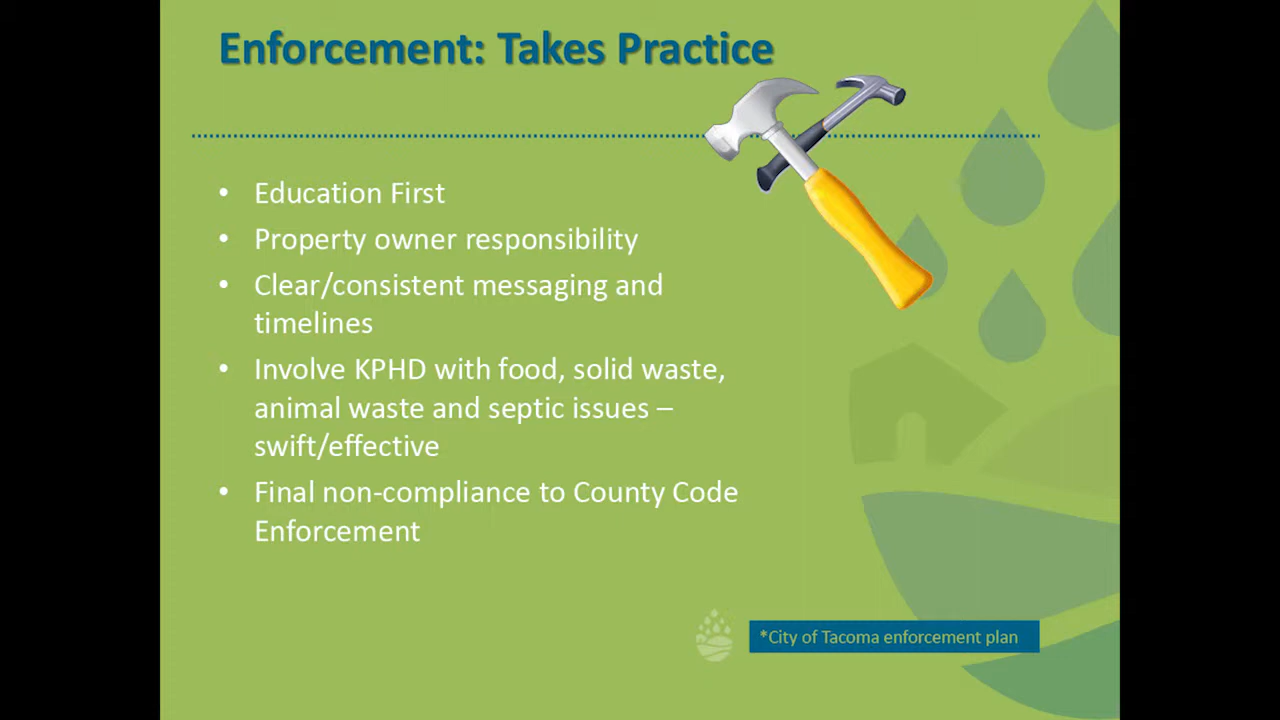 Enforcement: Takes Practice
• Education First
• Property owner responsibility
• Clear/consistent messaging and
timelines
• Involve KPHD with food, solid waste,
animal waste and septic issues –
swift/effective
• Final non-compliance to County Code
Enforcement
*City of Tacoma enforcement plan